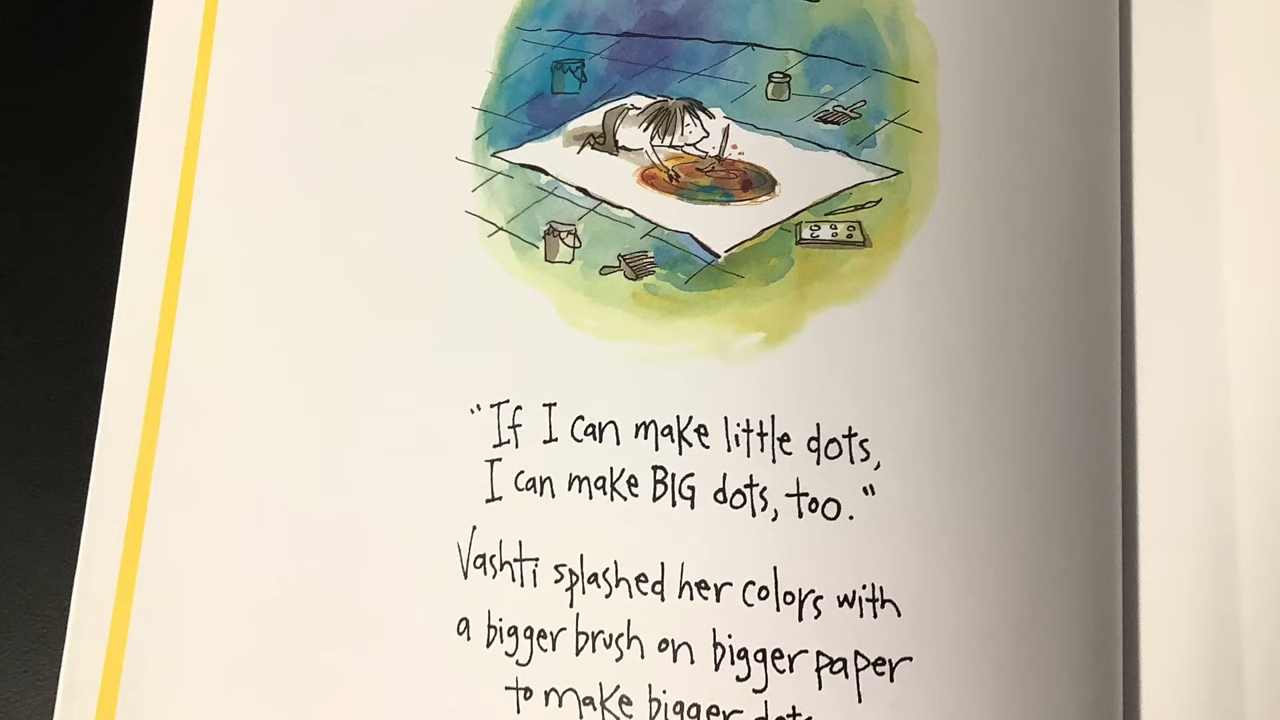 "If I can make little dots,
I can make BIG dots, too."
Vashti splashed her colors with
a bigger brush on bigger paper
to make bigger dots